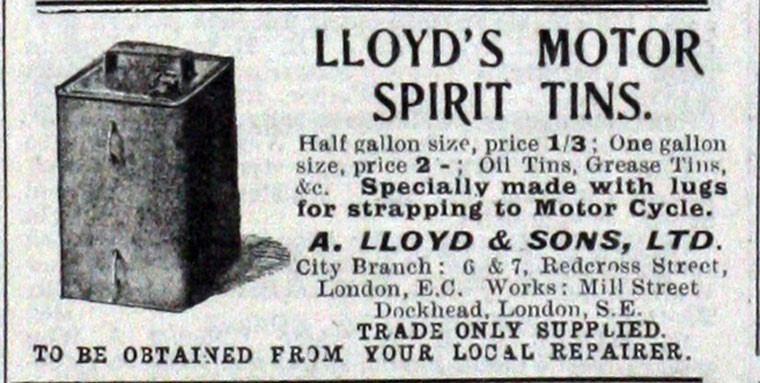 LLOYD'S MOTOR
SPIRIT TINS.
Half gallon size, price 1/3; One gallon
size, price 2 -; Oil Tins, Grease Tins,
&c. Specially made with lugs
for strapping to Motor Cycle.
A. LLOYD & SONS, LTD.
City Branch: 6 & 7, Redcross Street,
London, E.C. Works: Mill Street
Dockhead, London, S.E.
TRADE ONLY SUPPLIED.
TO BE OBTAINED FROM YOUR LOCAL REPAIRER.